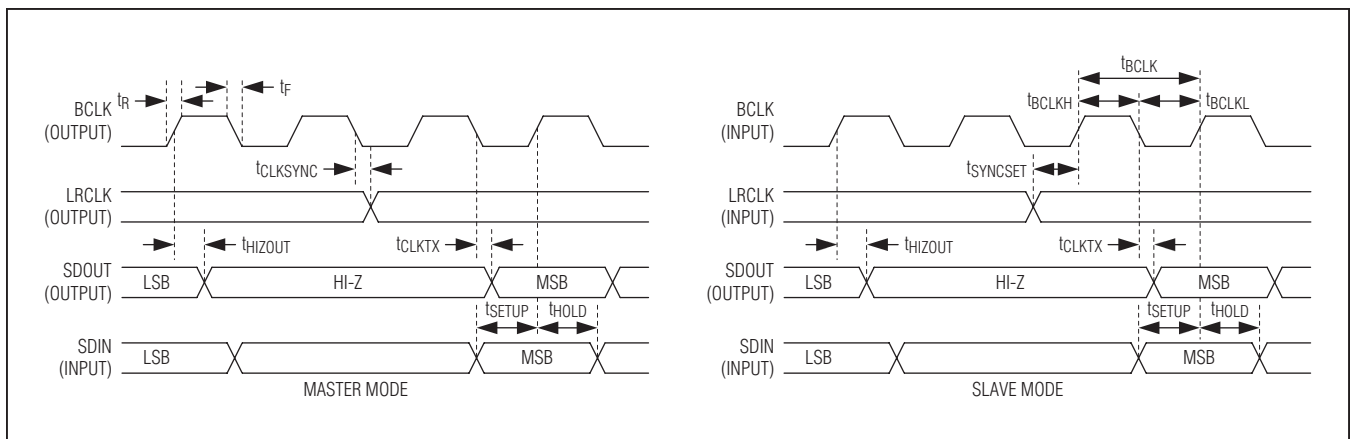 tR
tF
BCLK
(OUTPUT)
tCLKSYNC
LRCLK
(OUTPUT)
tHIZOUT
tCLKTX
SDOUT
(OUTPUT)
LSB
HI-Z
MSB
tSETUP
tHOLD
SDIN
(INPUT)
LSB
MSB
MASTER MODE
tBCLK
tBCLKH
tBCLKL
BCLK
(INPUT)
tSYNCSET
LRCLK
(INPUT)
tHIZOUT
tCLKTX
SDOUT
(OUTPUT)
LSB
HI-Z
MSB
tSETUP
tHOLD
SDIN
(INPUT)
LSB
MSB
SLAVE MODE